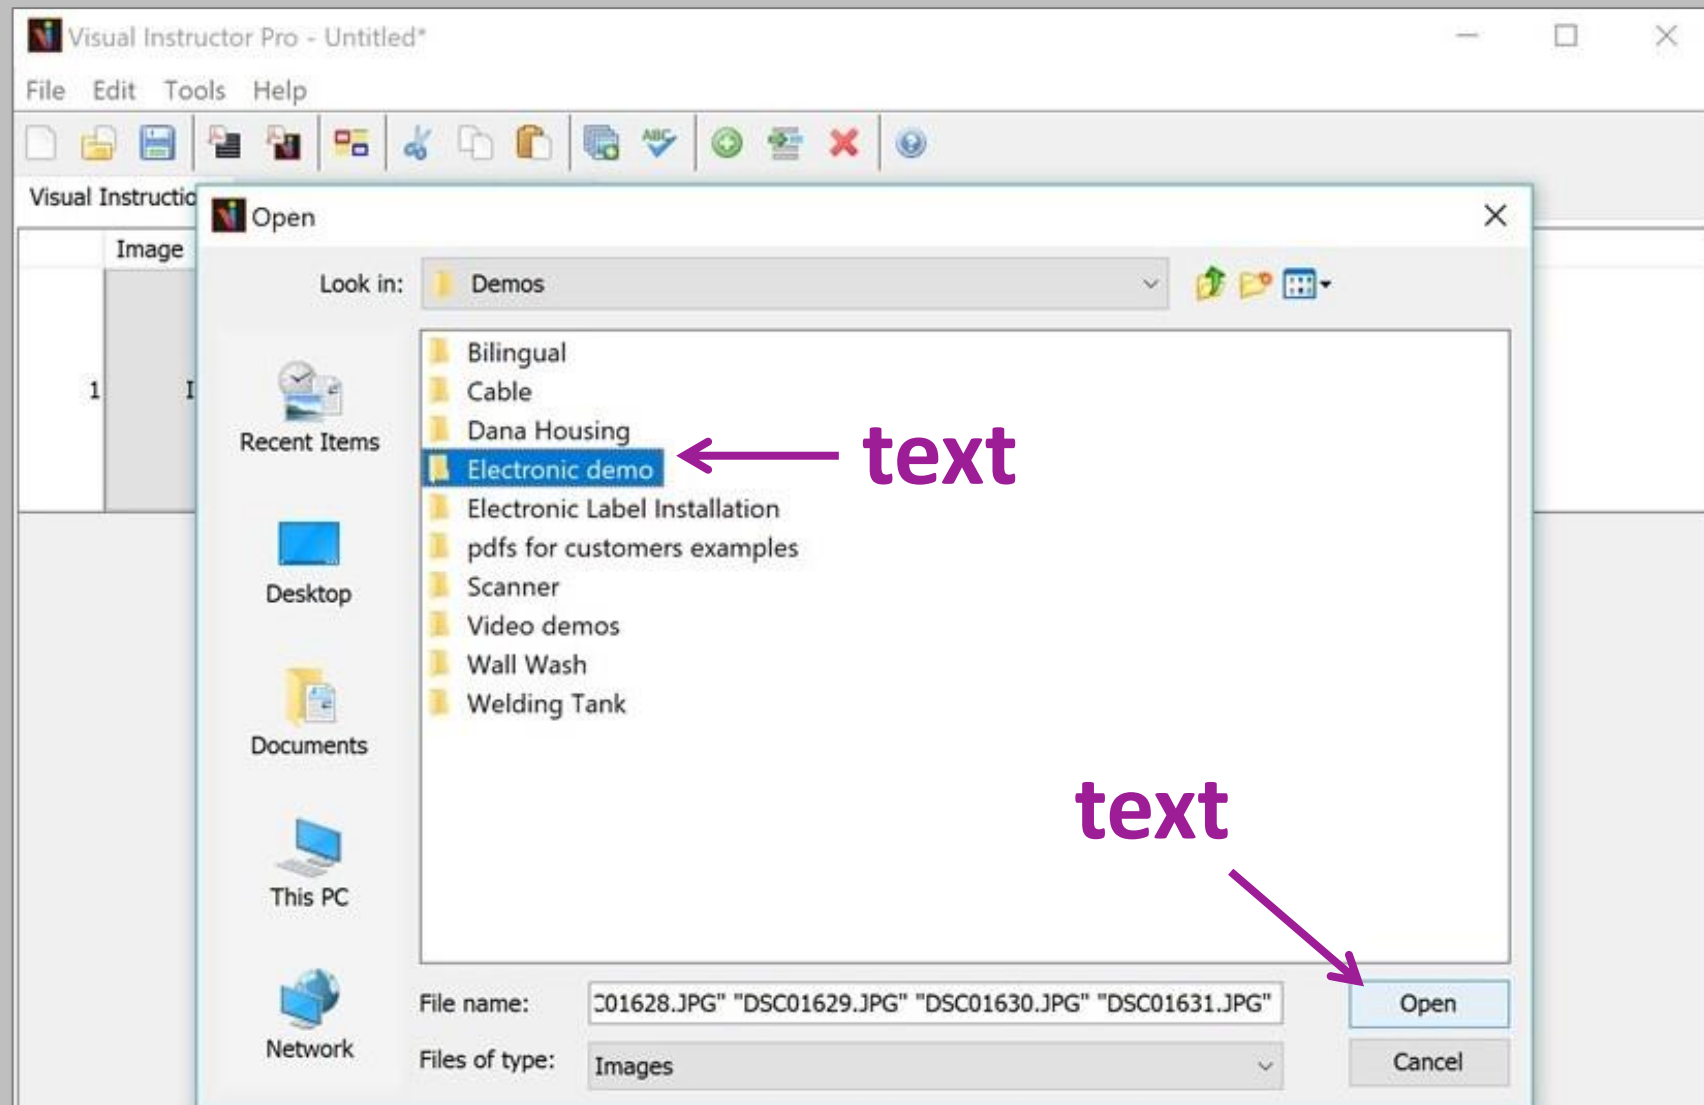 Visual Instructor Pro - Untitled*
File Edit Tools Help
ABC
Visual Instructio
Open
Image
Look in: Demos
1 I
Bilingual
Cable
Dana Housing
Electronic demo
text
Electronic Label Installation
pdfs for customers examples
Scanner
Video demos
Wall Wash
Welding Tank
Recent Items
Desktop
Documents
This PC
Network
text
File name: 01628.JPG" "DSC01629.JPG" "DSC01630.JPG" "DSC01631.JPG"
Open
Files of type: Images
Cancel